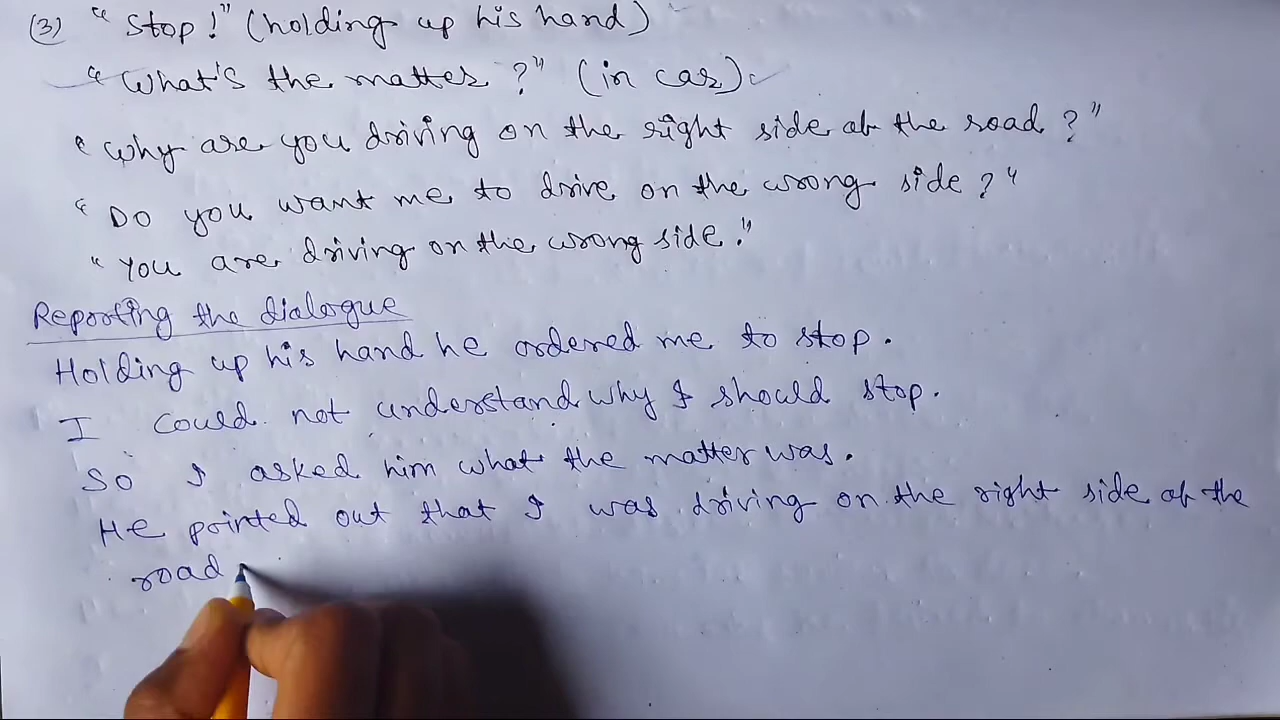 (3) "Stop!" (holding up his hand)
"What's the matter?" (in car)
"Why are you driving on the right side of the road?"
"Do you want me to drive on the wrong side?"
"You are driving on the wrong side."
Reporting the dialogue
Holding up his hand he ordered me to stop.
I could not understand why I should stop.
So I asked him what the matter was.
He pointed out that I was driving on the right side of the
road